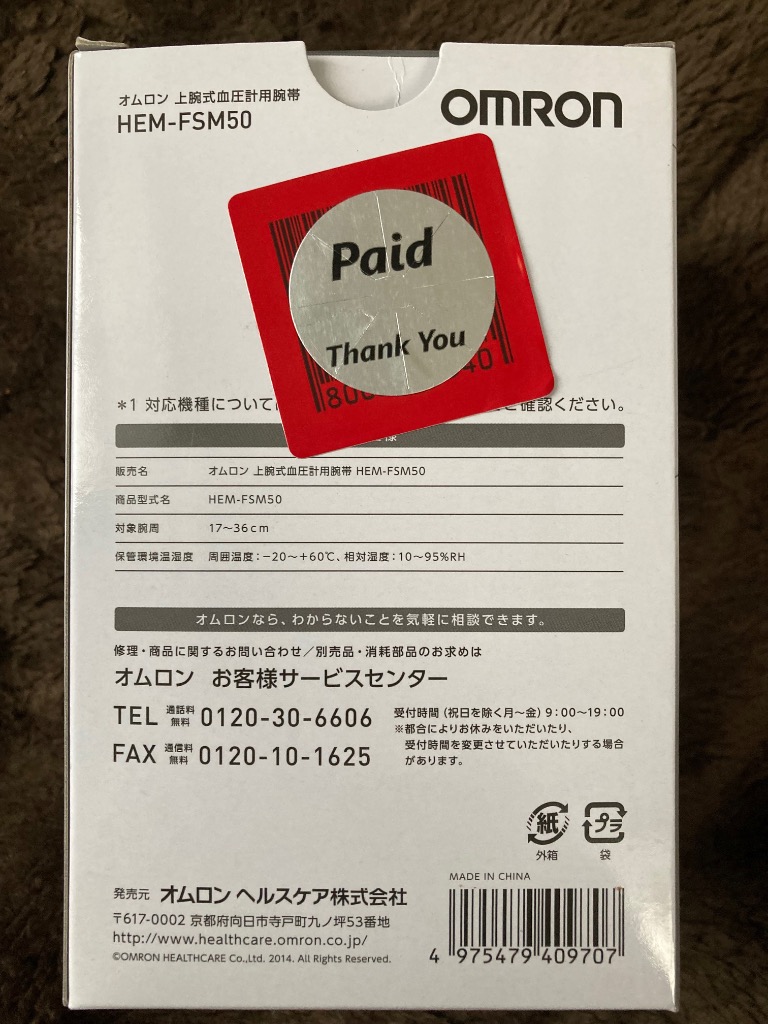 オムロン 上腕式血圧計用腕帯
HEM-FSM50
OMRON
Paid
Thank You
*1 対応機種について
確認ください。
販売名 オムロン 上腕式血圧計用腕帯 HEM-FSM50
商品型式名 HEM-FSM50
対象腕周 17〜36cm
保管環境温湿度 周囲温度:−20〜+60℃、相対湿度:10〜95%RH
オムロンなら、わからないことを気軽に相談できます。
修理・商品に関するお問い合わせ／別売品・消耗部品のお求めは
オムロン お客様サービスセンター
TEL 通話料無料 0120-30-6606
FAX 通信料無料 0120-10-1625
受付時間(祝日を除く月〜金)9:00〜19:00
※都合によりお休みをいただいたり、
受付時間を変更させていただいたりする場合
があります。
紙 プラ
外箱 袋
MADE IN CHINA
発売元 オムロン ヘルスケア株式会社
〒617-0002 京都府向日市寺戸町九ノ坪53番地
http://www.healthcare.omron.co.jp/
©OMRON HEALTHCARE Co.,Ltd. 2014. All Rights Reserved.
4 975479 409707